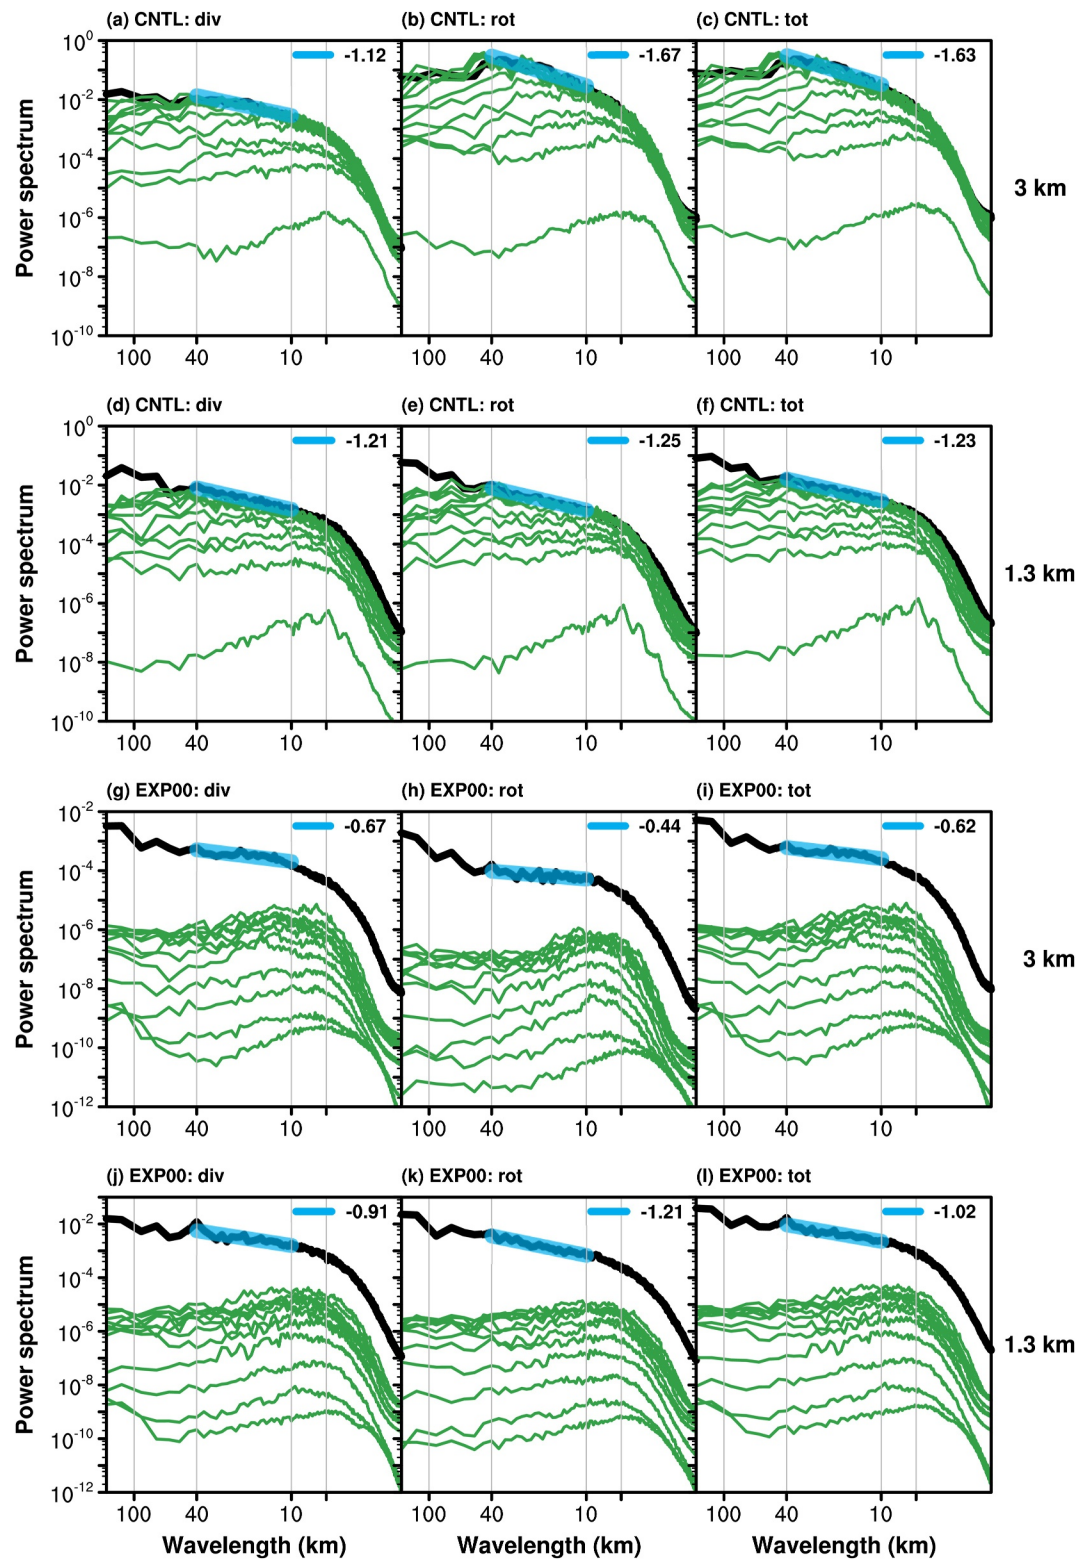 (a) CNTL: div (b) CNTL: rot (c) CNTL: tot
10⁰ -1.12 -1.67 -1.63
10⁻²
10⁻⁴
Power spectrum 3 km
10⁻⁶
10⁻⁸
10⁻¹⁰
100 40 10 100 40 10 100 40 10
(d) CNTL: div (e) CNTL: rot (f) CNTL: tot
10⁰ -1.21 -1.25 -1.23
10⁻²
10⁻⁴
Power spectrum 1.3 km
10⁻⁶
10⁻⁸
10⁻¹⁰
100 40 10 100 40 10 100 40 10
(g) EXP00: div (h) EXP00: rot (i) EXP00: tot
10⁻² -0.67 -0.44 -0.62
10⁻⁴
10⁻⁶
Power spectrum 3 km
10⁻⁸
10⁻¹⁰
10⁻¹²
100 40 10 100 40 10 100 40 10
(j) EXP00: div (k) EXP00: rot (l) EXP00: tot
-0.91 -1.21 -1.02
10⁻²
10⁻⁴
10⁻⁶
Power spectrum 1.3 km
10⁻⁸
10⁻¹⁰
10⁻¹²
100 40 10 100 40 10 100 40 10
Wavelength (km) Wavelength (km) Wavelength (km)